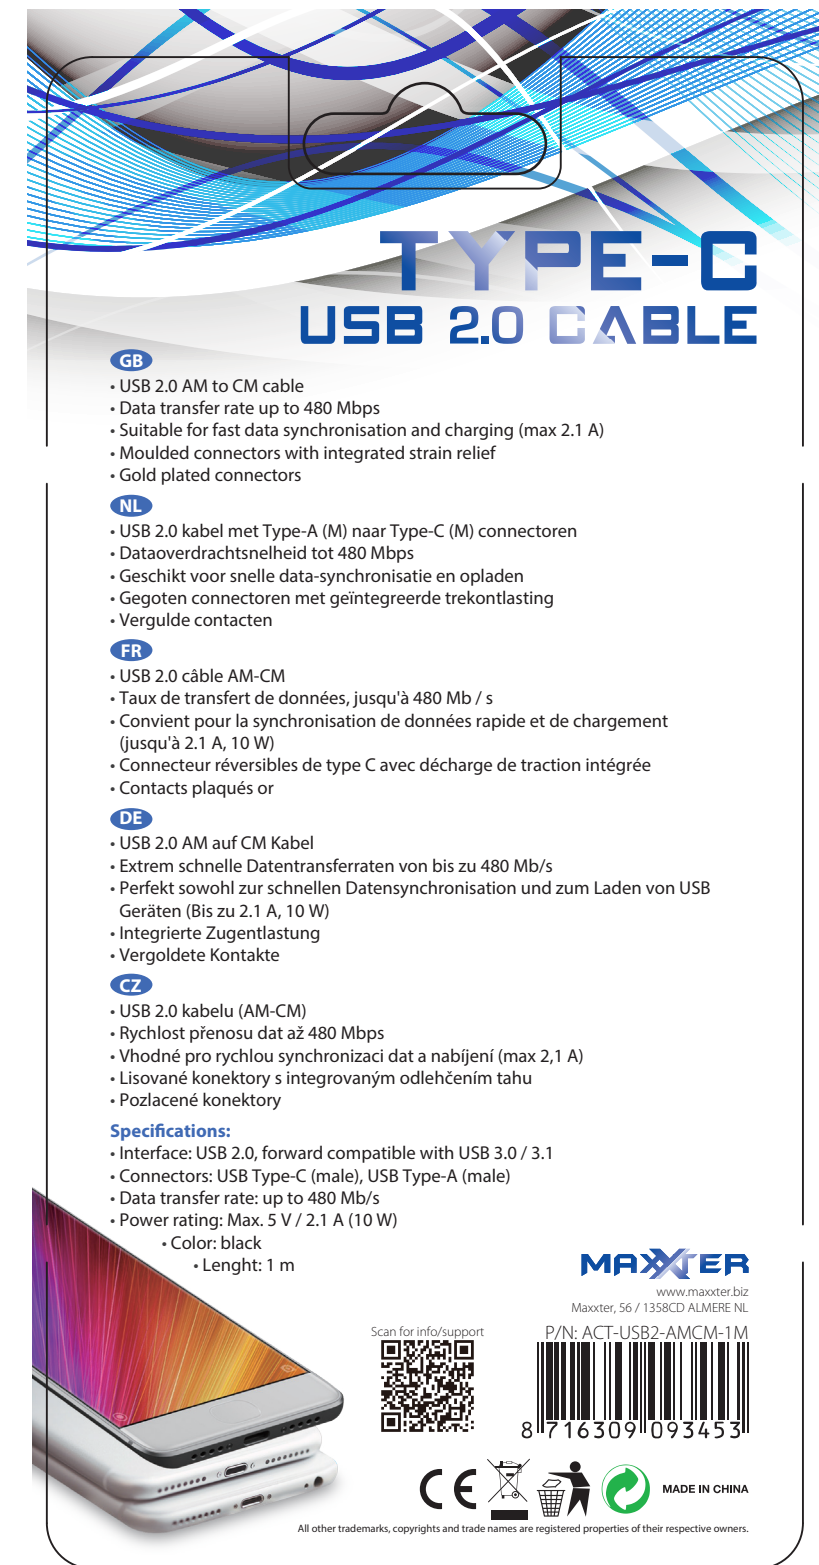 TYPE-C
USB 2.0 CABLE
GB
• USB 2.0 AM to CM cable
• Data transfer rate up to 480 Mbps
• Suitable for fast data synchronisation and charging (max 2.1 A)
• Moulded connectors with integrated strain relief
• Gold plated connectors
NL
• USB 2.0 kabel met Type-A (M) naar Type-C (M) connectoren
• Dataoverdrachtsnelheid tot 480 Mbps
• Geschikt voor snelle data-synchronisatie en opladen
• Gegoten connectoren met geïntegreerde trekontlasting
• Vergulde contacten
FR
• USB 2.0 câble AM-CM
• Taux de transfert de données, jusqu'à 480 Mb / s
• Convient pour la synchronisation de données rapide et de chargement
(jusqu'à 2.1 A, 10 W)
• Connecteur réversibles de type C avec décharge de traction intégrée
• Contacts plaqués or
DE
• USB 2.0 AM auf CM Kabel
• Extrem schnelle Datentransferraten von bis zu 480 Mb/s
• Perfekt sowohl zur schnellen Datensynchronisation und zum Laden von USB
Geräten (Bis zu 2.1 A, 10 W)
• Integrierte Zugentlastung
• Vergoldete Kontakte
CZ
• USB 2.0 kabelu (AM-CM)
• Rychlost přenosu dat až 480 Mbps
• Vhodné pro rychlou synchronizaci dat a nabíjení (max 2,1 A)
• Lisované konektory s integrovaným odlehčením tahu
• Pozlacené konektory
Specifications:
• Interface: USB 2.0, forward compatible with USB 3.0 / 3.1
• Connectors: USB Type-C (male), USB Type-A (male)
• Data transfer rate: up to 480 Mb/s
• Power rating: Max. 5 V / 2.1 A (10 W)
• Color: black
• Lenght: 1 m
MAXXTER
www.maxxter.biz
Maxxter, 56 / 1358CD ALMERE NL
Scan for info/support
P/N: ACT-USB2-AMCM-1M
8 716309 093453
CE
MADE IN CHINA
All other trademarks, copyrights and trade names are registered properties of their respective owners.